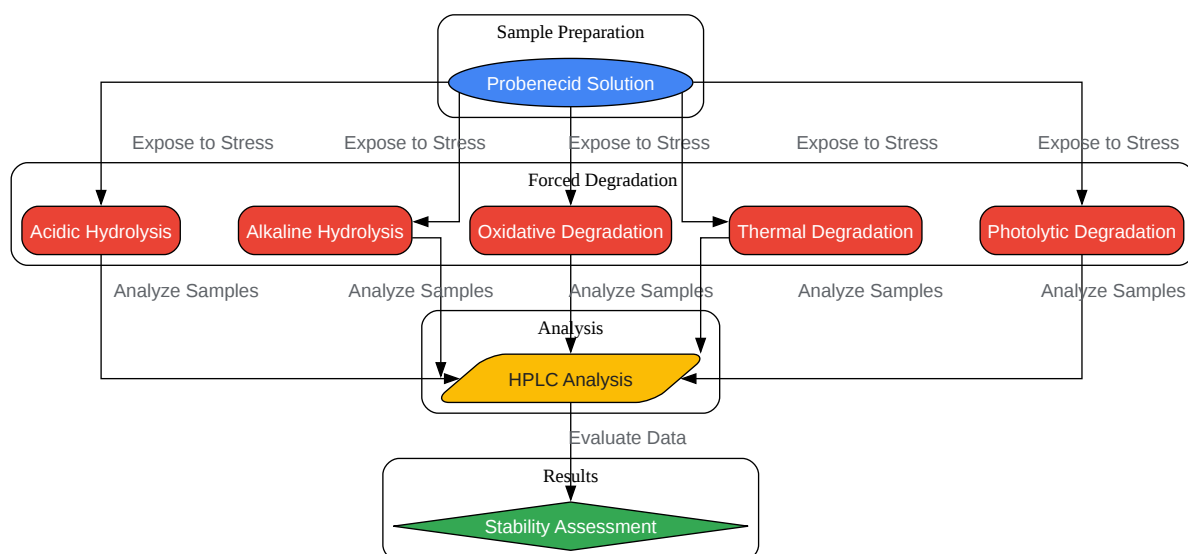 Sample Preparation
Probenecid Solution
Expose to Stress
Expose to Stress
Expose to Stress
Expose to Stress
Expose to Stress
Forced Degradation
Acidic Hydrolysis
Alkaline Hydrolysis
Oxidative Degradation
Thermal Degradation
Photolytic Degradation
Analyze Samples
Analyze Samples
Analyze Samples
Analyze Samples
Analyze Samples
Analysis
HPLC Analysis
Evaluate Data
Results
Stability Assessment